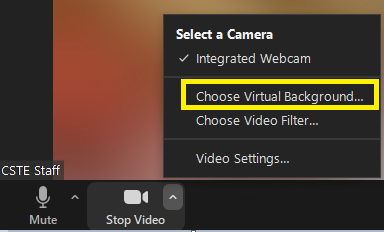 Select a Camera
Integrated Webcam
Choose Virtual Background...
Choose Video Filter...
Video Settings...
CSTE Staff
Mute
Stop Video